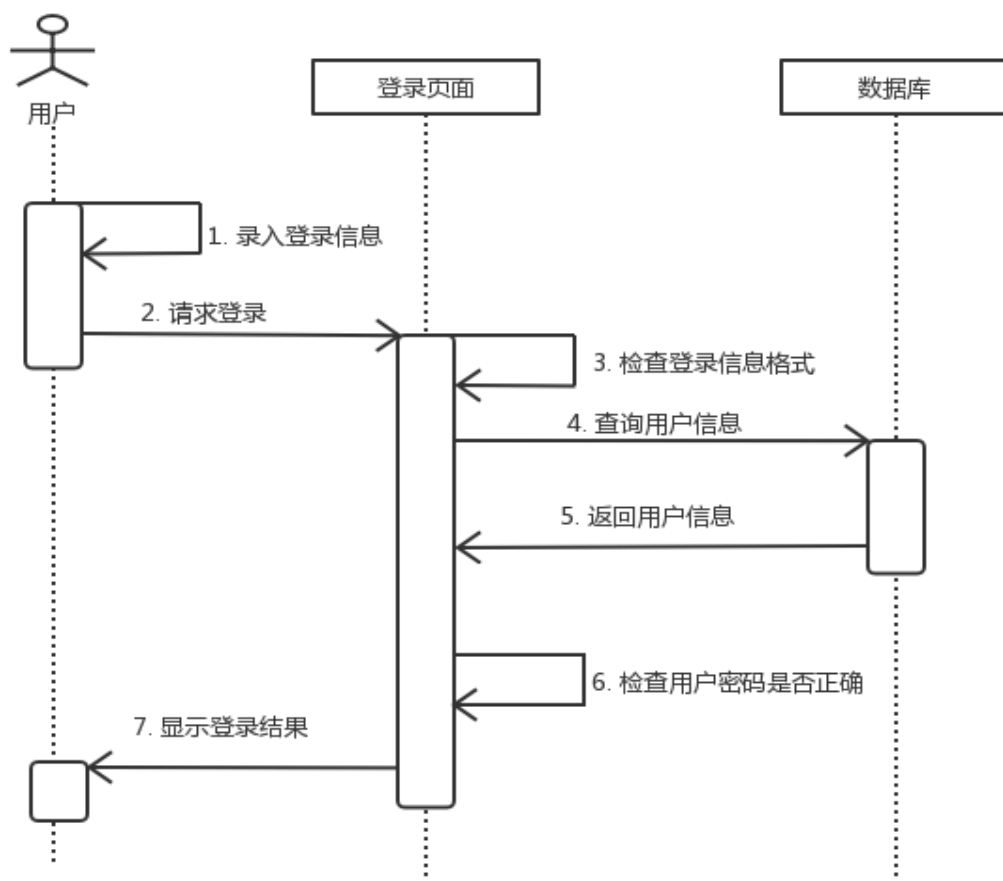 用户
登录页面
数据库
1. 录入登录信息
2. 请求登录
3. 检查登录信息格式
4. 查询用户信息
5. 返回用户信息
6. 检查用户密码是否正确
7. 显示登录结果